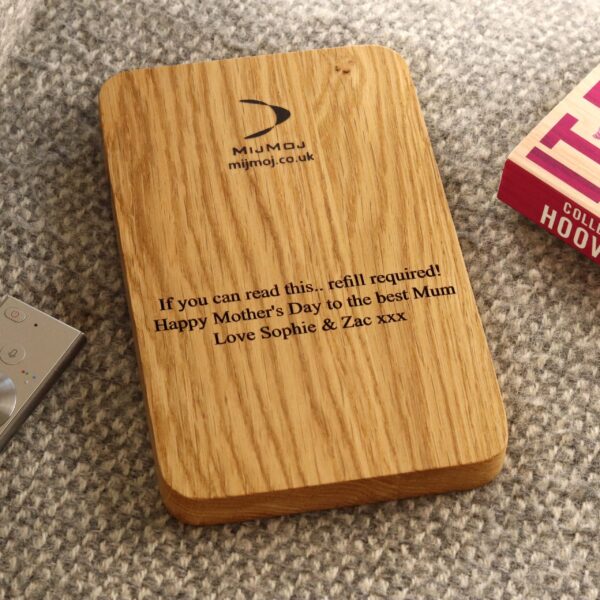 MIJMOJ
mijmoj.co.uk
If you can read this.. refill required!
Happy Mother's Day to the best Mum
Love Sophie & Zac xxx
COLLE
HOOV